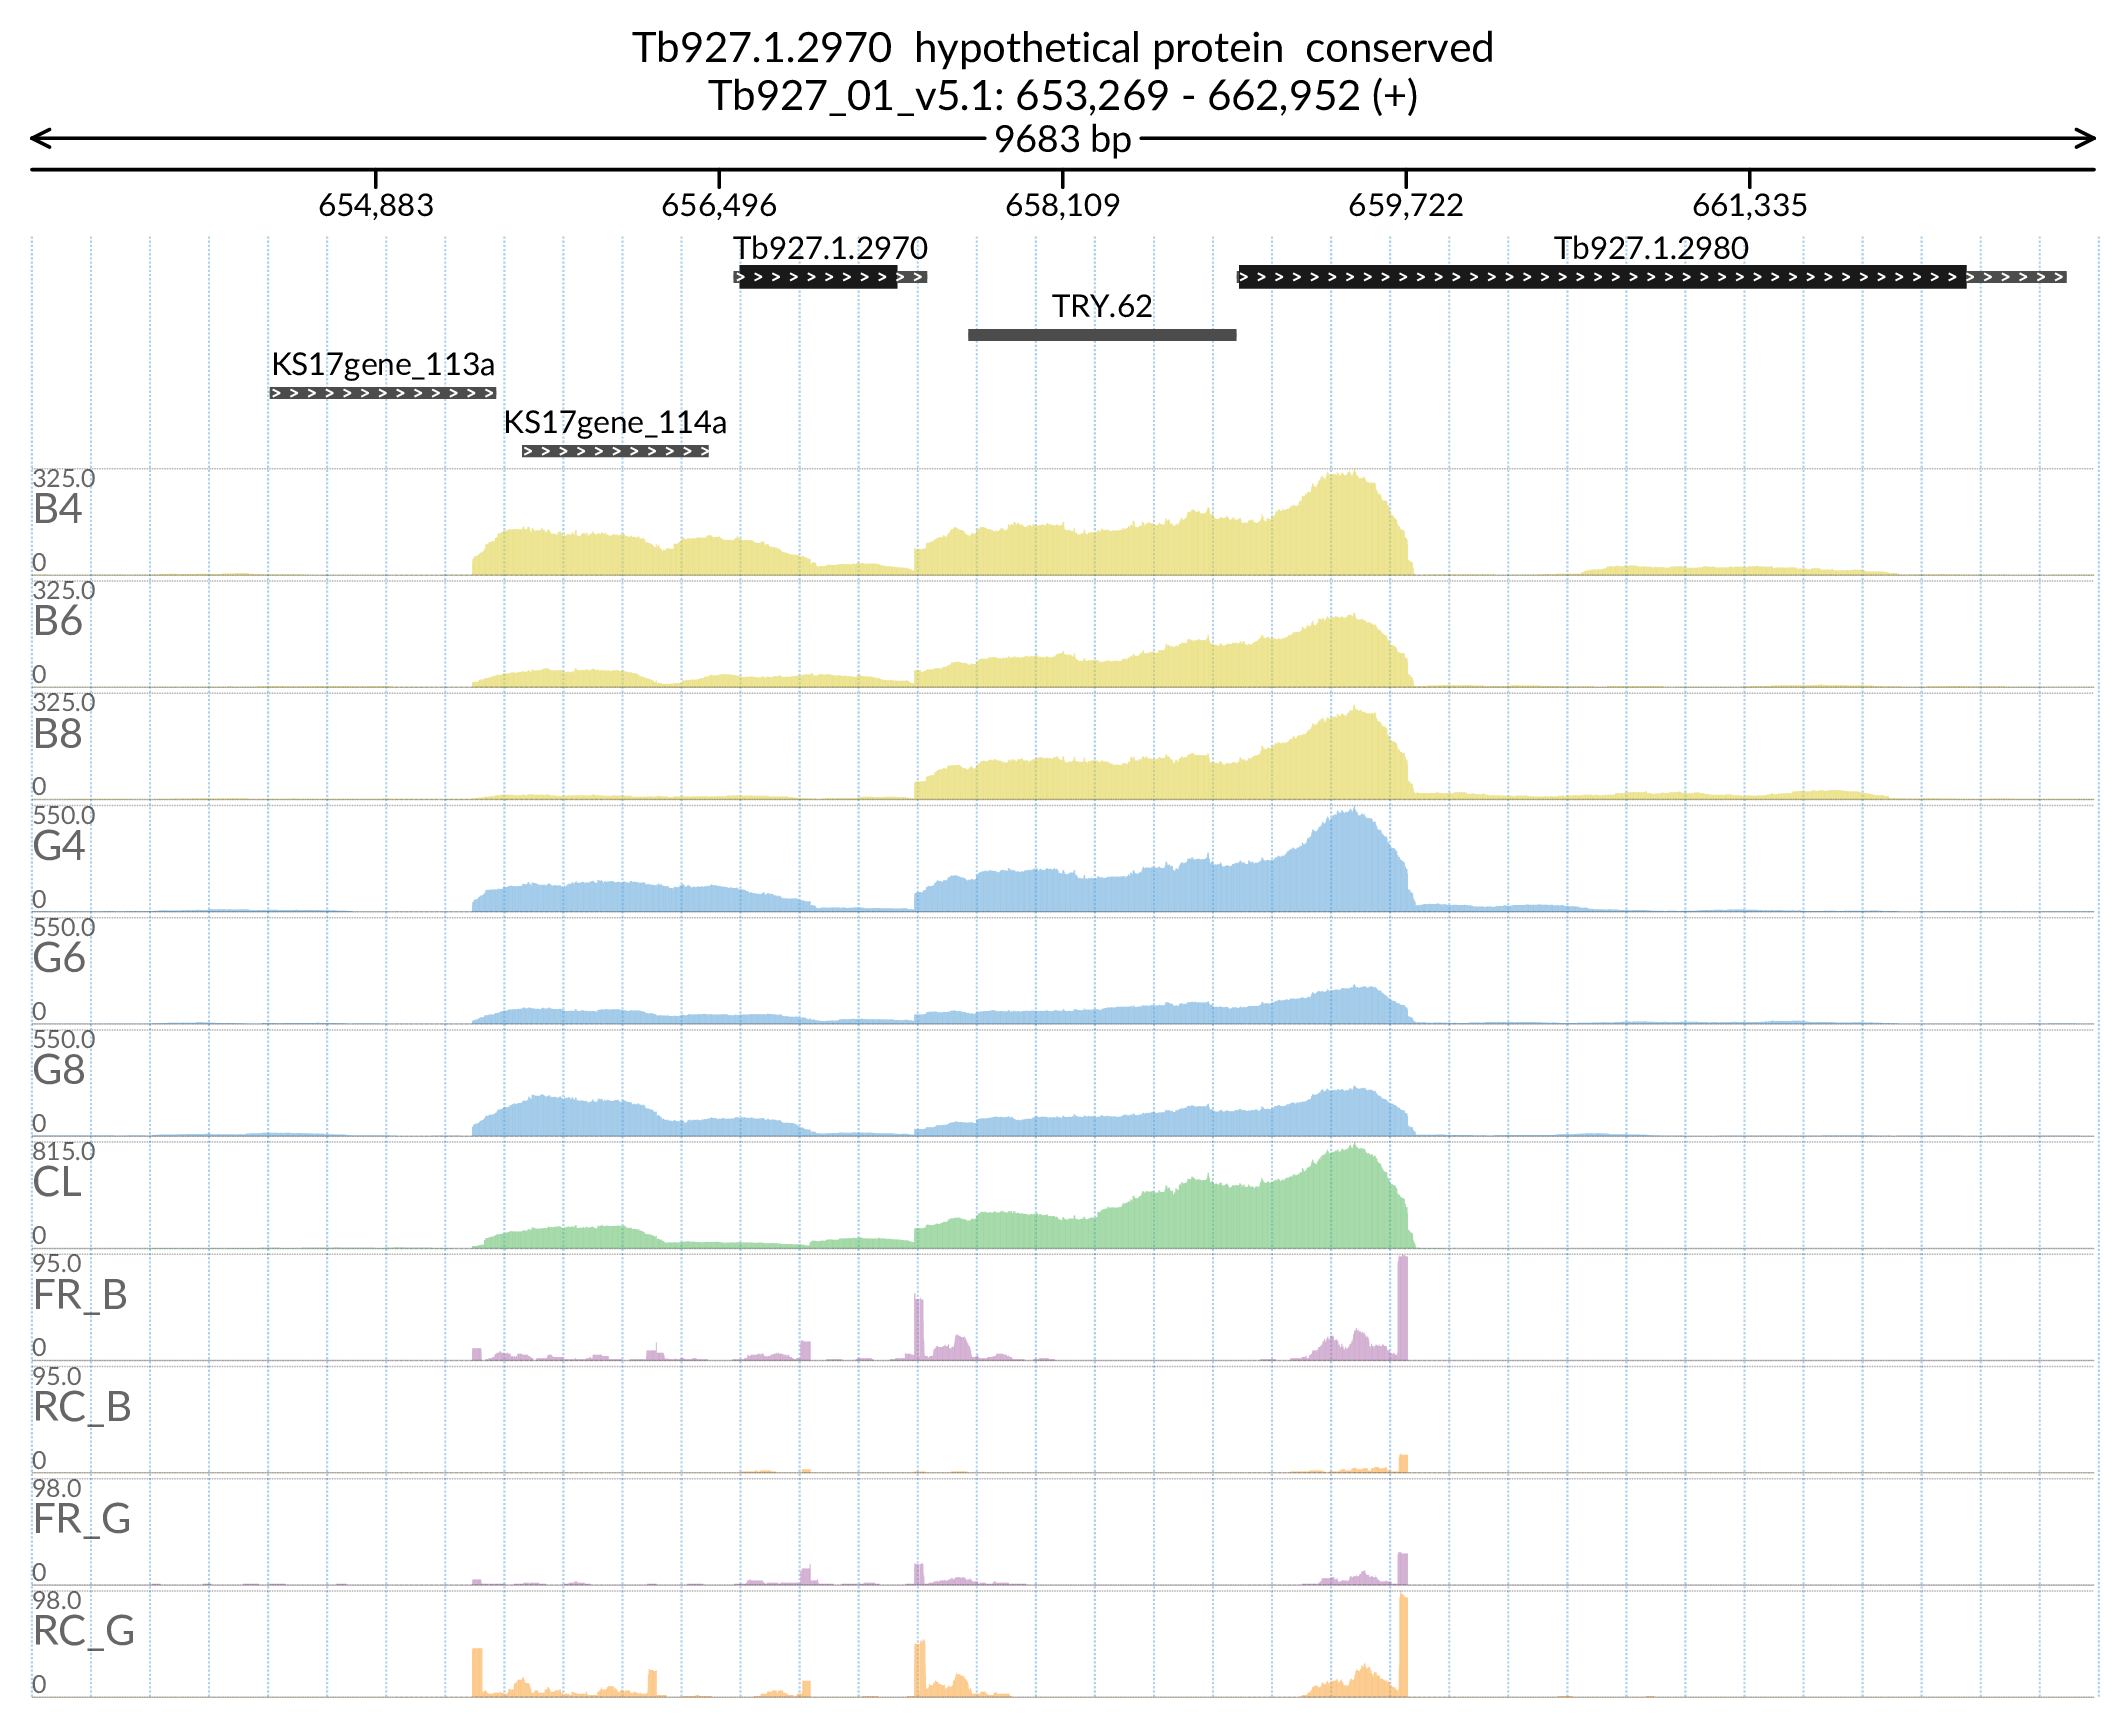 Tb927.1.2970  hypothetical protein  conserved
Tb927_01_v5.1: 653,269 - 662,952 (+)
9683 bp
654,883 656,496 658,109 659,722 661,335
Tb927.1.2970 Tb927.1.2980
TRY.62
KS17gene_113a
KS17gene_114a
325.0
B4
0
325.0
B6
0
325.0
B8
0
550.0
G4
0
550.0
G6
0
550.0
G8
0
815.0
CL
0
95.0
FR_B
0
95.0
RC_B
0
98.0
FR_G
0
98.0
RC_G
0